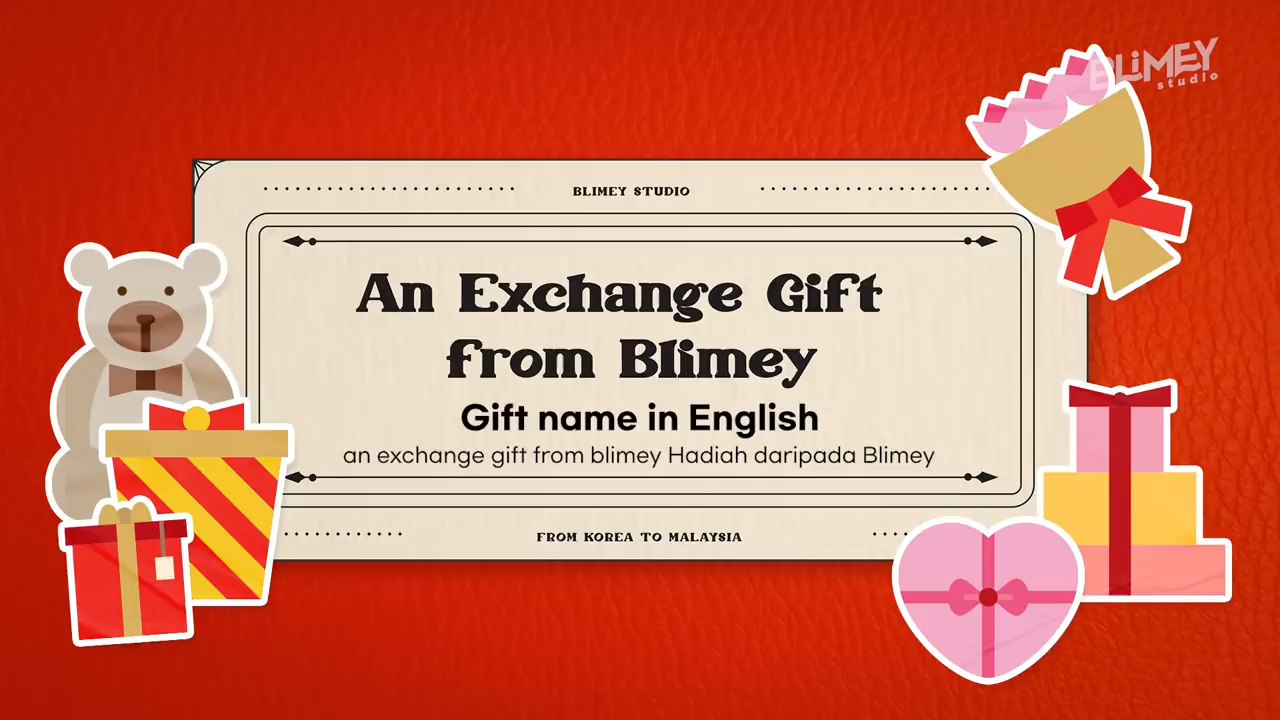 BLiMEY
studio
BLIMEY STUDIO
An Exchange Gift
from Blimey
Gift name in English
an exchange gift from blimey Hadiah daripada Blimey
FROM KOREA TO MALAYSIA